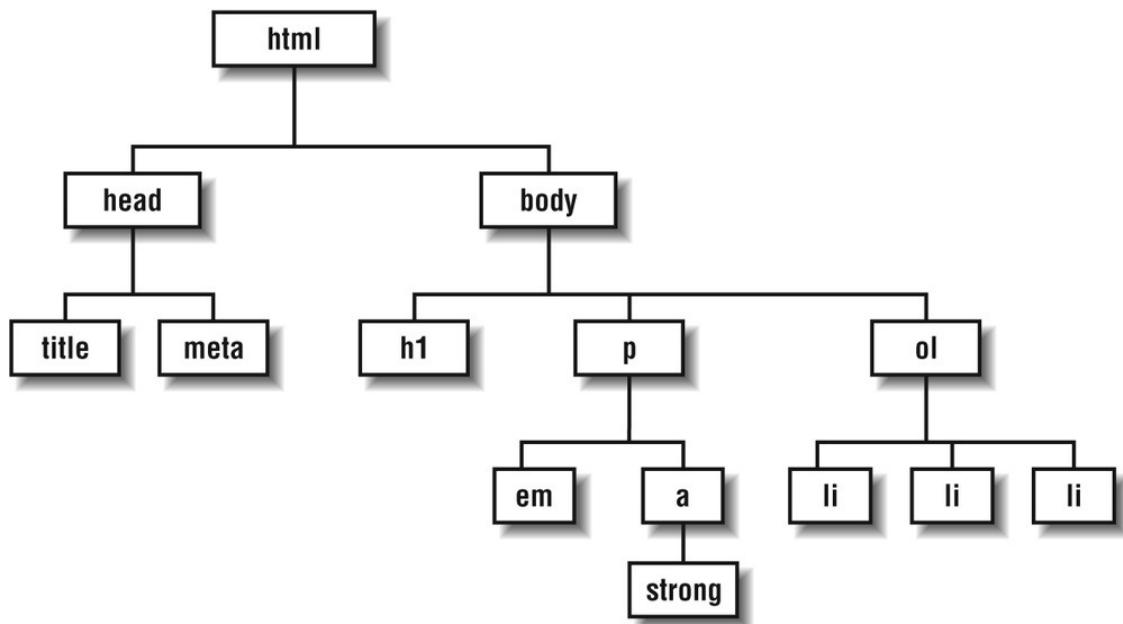 html
head body
title meta h1 p ol
em a li li li
strong